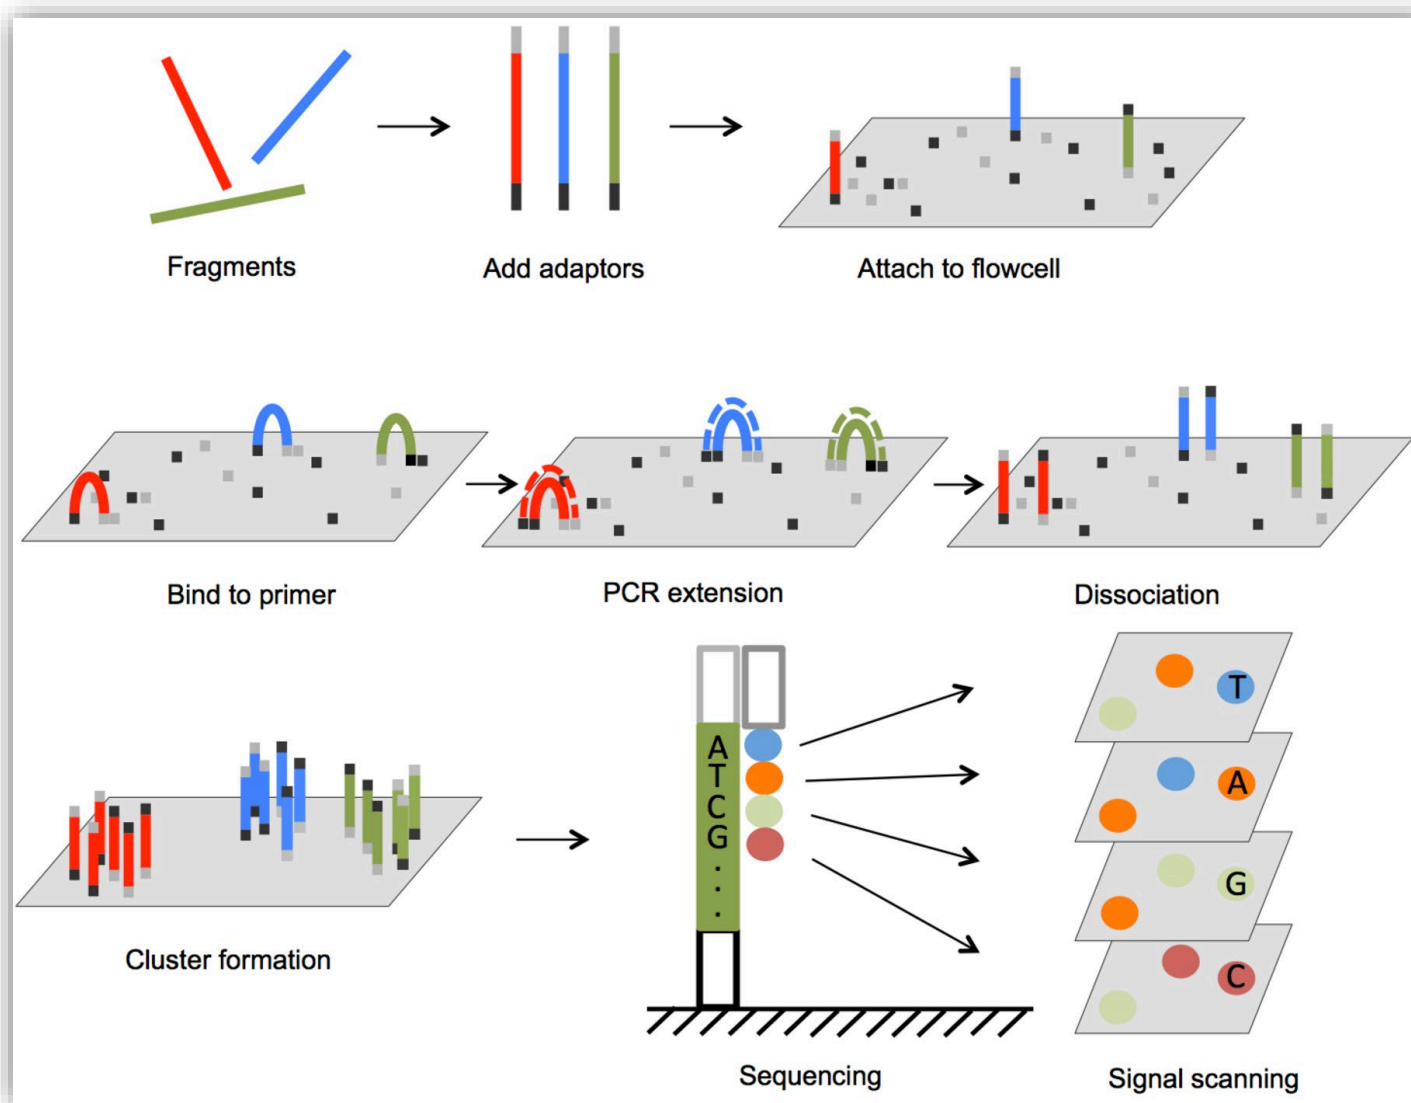 Fragments
Add adaptors
Attach to flowcell
Bind to primer
PCR extension
Dissociation
A
T
C
G
.
.
.
T
A
G
C
Cluster formation
Sequencing
Signal scanning